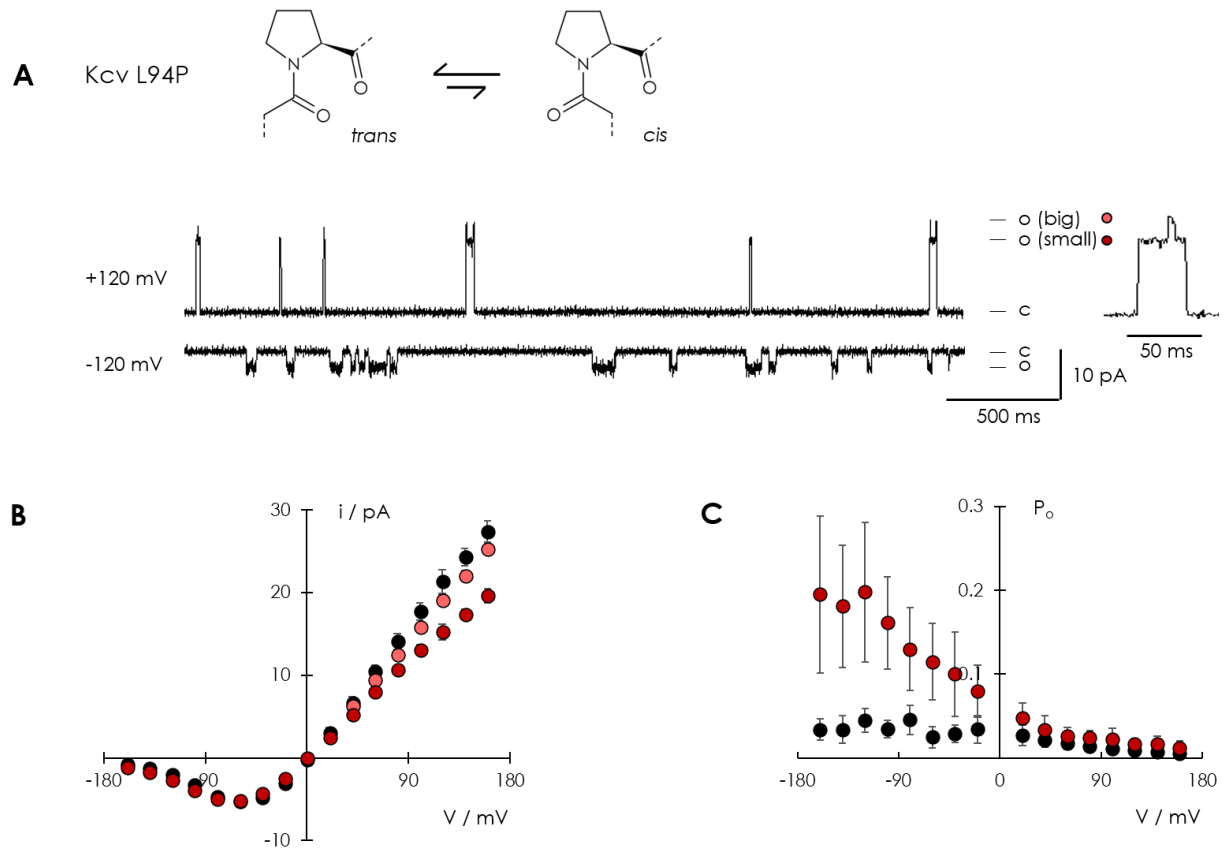 A
Kcv L94P
N
O
trans
N
O
cis
+120 mV
o (big)
o (small)
c
50 ms
-120 mV
c
o
10 pA
500 ms
B
i / pA
30
20
10
-10
-180
-90
90
180
V / mV
C
P₀
0.3
0.2
0.1
-180
-90
0
90
180
V / mV